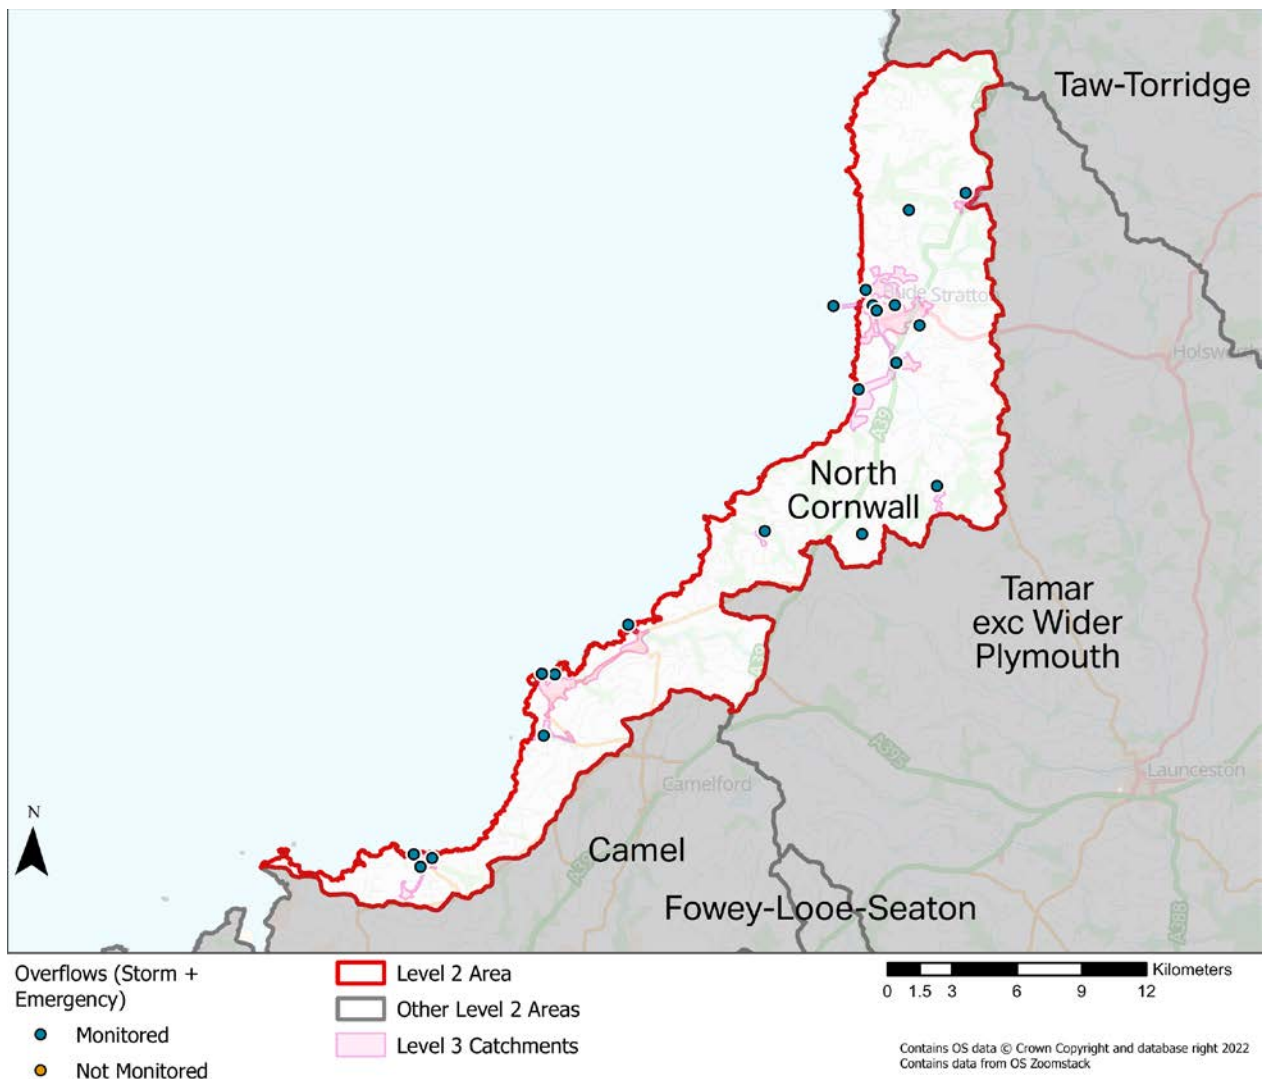 Taw-Torridge
Stratton
A39
North
Cornwall
Tamar
exc Wider
Plymouth
A39
A395
Launceston
Camelford
N
Camel
A39
Fowey-Looe-Seaton
A388
Overflows (Storm +
Emergency)
Monitored
Not Monitored
Level 2 Area
Other Level 2 Areas
Level 3 Catchments
Kilometers
0 1.5 3 6 9 12
Contains OS data © Crown Copyright and database right 2022
Contains data from OS Zoomstack